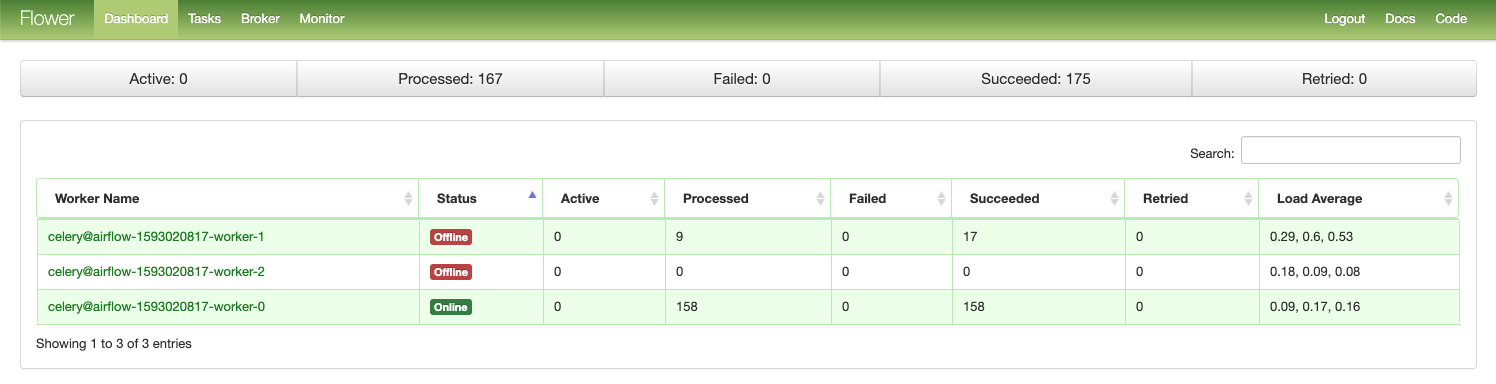 Flower Dashboard Tasks Broker Monitor Logout Docs Code
Active: 0 Processed: 167 Failed: 0 Succeeded: 175 Retried: 0
Search:
Worker Name Status Active Processed Failed Succeeded Retried Load Average
celery@airflow-1593020817-worker-1 Offline 0 9 0 17 0 0.29, 0.6, 0.53
celery@airflow-1593020817-worker-2 Offline 0 0 0 0 0 0.18, 0.09, 0.08
celery@airflow-1593020817-worker-0 Online 0 158 0 158 0 0.09, 0.17, 0.16
Showing 1 to 3 of 3 entries